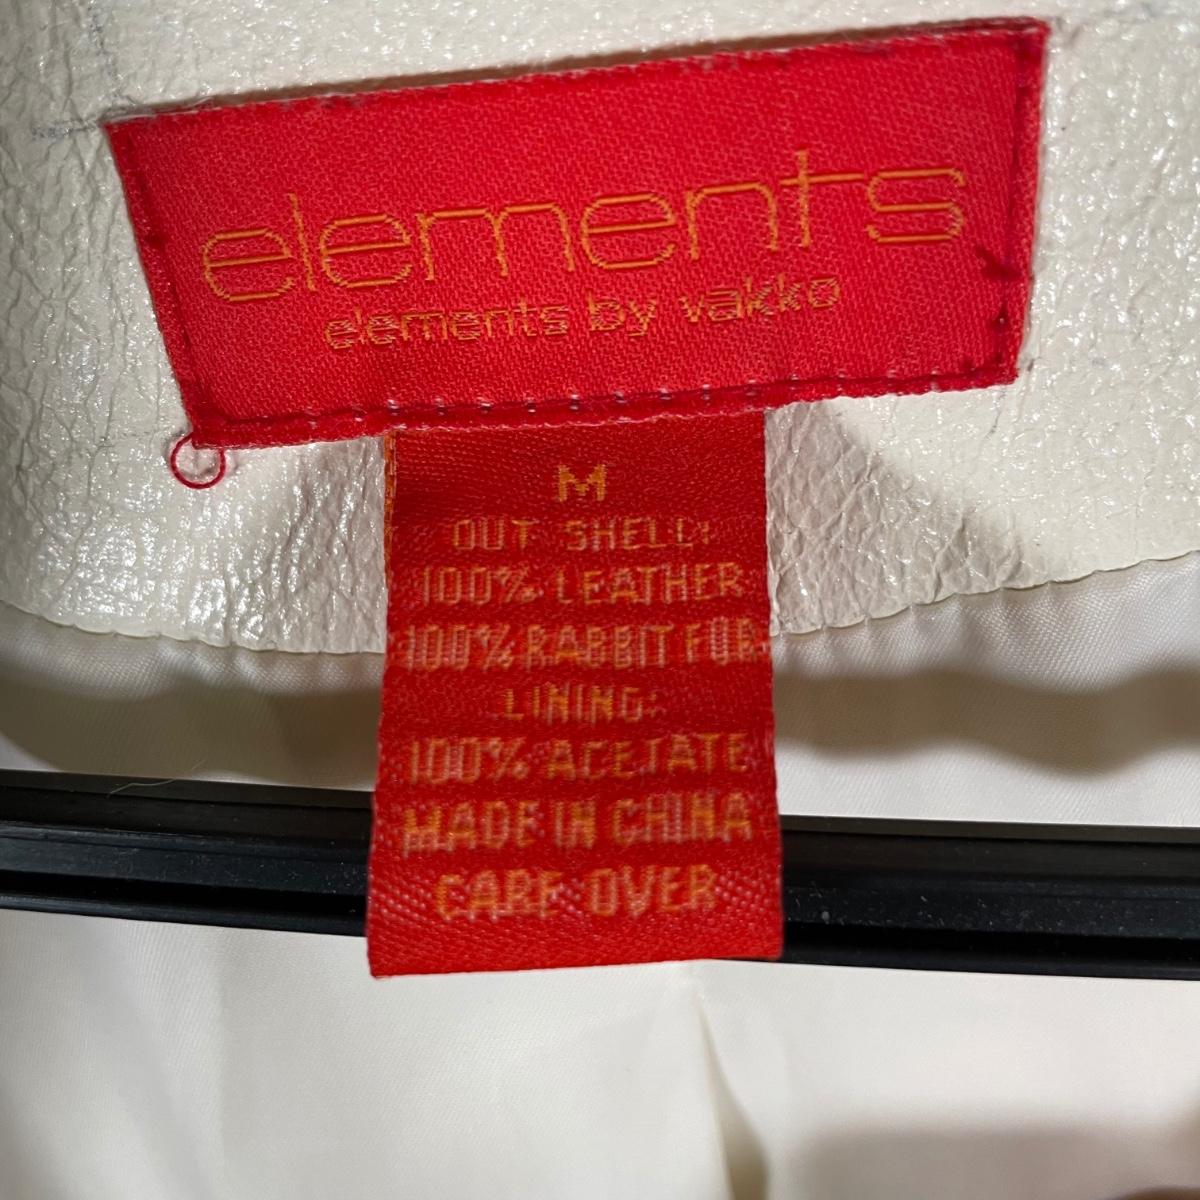 elements
elements by vakko
M
OUT SHELL:
100% LEATHER
100% RABBIT FUR
LINING:
100% ACETATE
MADE IN CHINA
CARE OVER